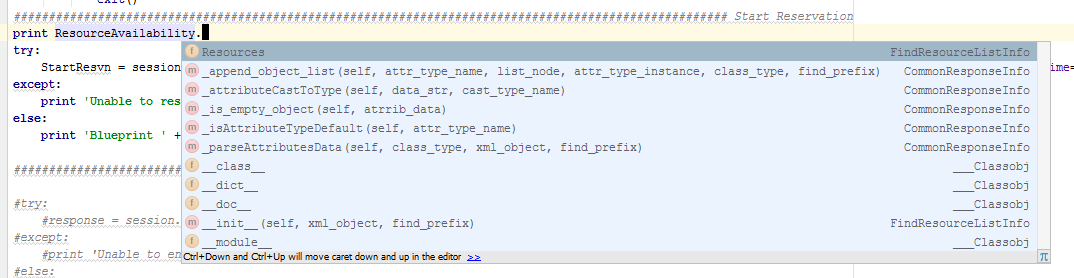 exit()
############################################################################################################ Start Reservation
print ResourceAvailability.
Resources FindResourceListInfo
try:
StartResvn = session ime=
_append_object_list(self, attr_type_name, list_node, attr_type_instance, class_type, find_prefix) CommonResponseInfo
except:
_attributeCastToType(self, data_str, cast_type_name) CommonResponseInfo
print 'Unable to res
_is_empty_object(self, attrrib_data) CommonResponseInfo
else:
_isAttributeTypeDefault(self, attr_type_name) CommonResponseInfo
print 'Blueprint ' +
_parseAttributesData(self, class_type, xml_object, find_prefix) CommonResponseInfo
##########################
__class__ ___Classobj
__dict__ ___Classobj
#try:
__doc__ ___Classobj
#response = session.
__init__(self, xml_object, find_prefix) FindResourceListInfo
#except:
__module__ ___Classobj
#print 'Unable to en
Ctrl+Down and Ctrl+Up will move caret down and up in the editor >> π
#else: